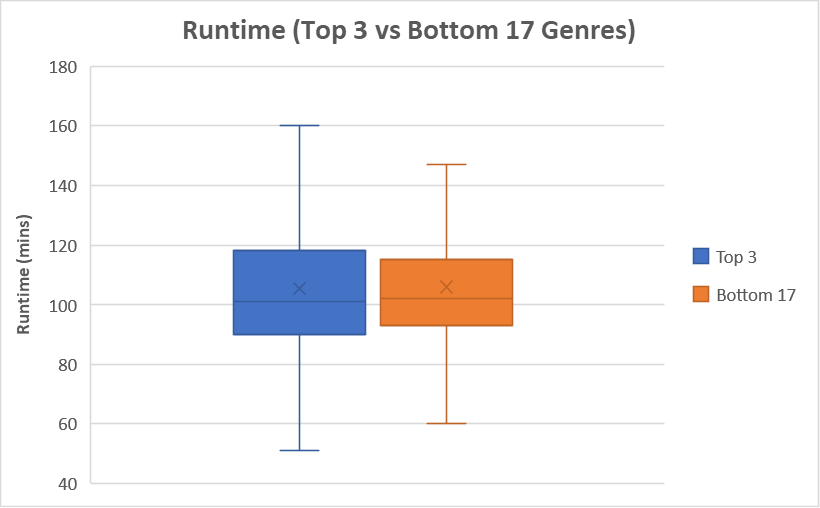 Runtime (Top 3 vs Bottom 17 Genres)
180
160
140
120
100
80
60
40
Runtime (mins)
Top 3
Bottom 17